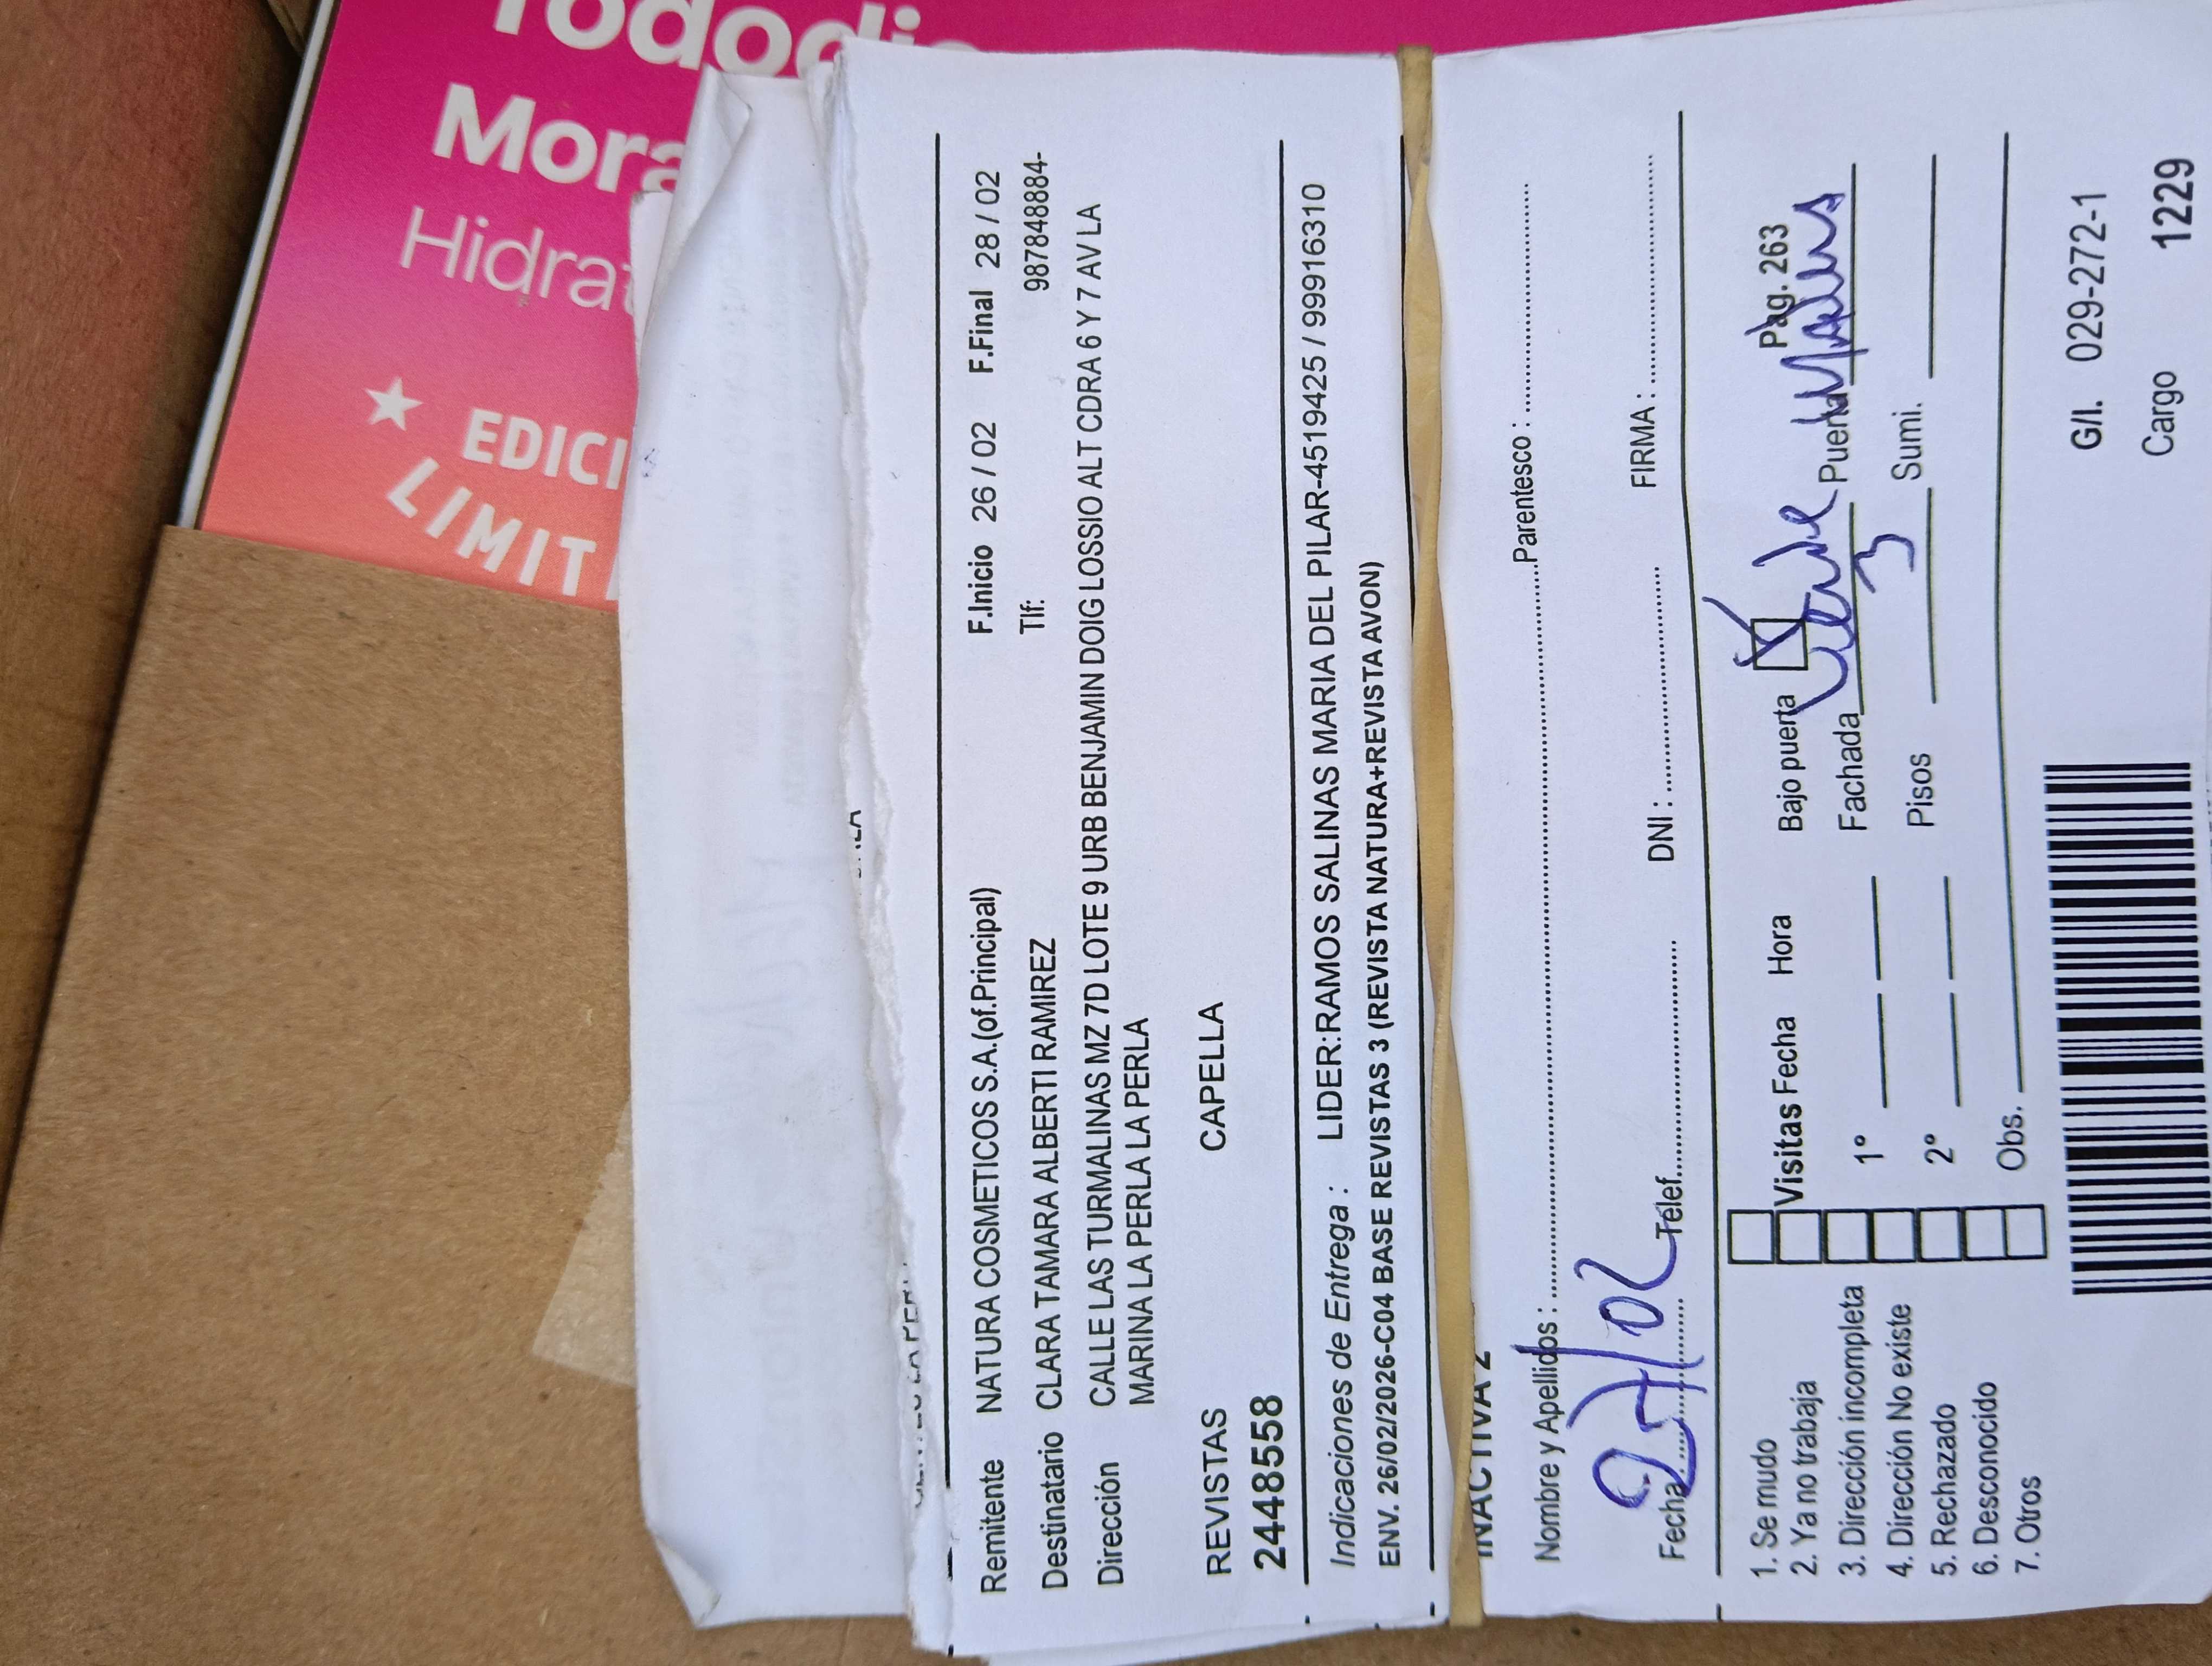 Tododi
Mora
Hidrat
EDICI
LIMIT
Remitente NATURA COSMETICOS S.A.(of.Principal) F.Inicio 26 / 02 F.Final 28 / 02
Destinatario CLARA TAMARA ALBERTI RAMIREZ Tlf: 987848884-
Dirección CALLE LAS TURMALINAS MZ 7D LOTE 9 URB BENJAMIN DOIG LOSSIO ALT CDRA 6 Y 7 AV LA
MARINA LA PERLA LA PERLA
REVISTAS CAPELLA
24448558
Indicaciones de Entrega : LIDER:RAMOS SALINAS MARIA DEL PILAR-4519425 / 99916310
ENV. 26/02/2026-C04 BASE REVISTAS 3 (REVISTA NATURA+REVISTA AVON)
INACTIVA 2
Nombre y Apellidos : Parentesco :
Fecha 27/02 Télef. DNI : FIRMA :
1. Se mudo
2. Ya no trabaja
3. Dirección incompleta
4. Dirección No existe
5. Rechazado
6. Desconocido
7. Otros
Visitas Fecha Hora Bajo puerta Pág. 263
1° Fachada Puerta
2° Pisos 3 Sumi.
Obs.
G/I. 029-272-1
Cargo 1229